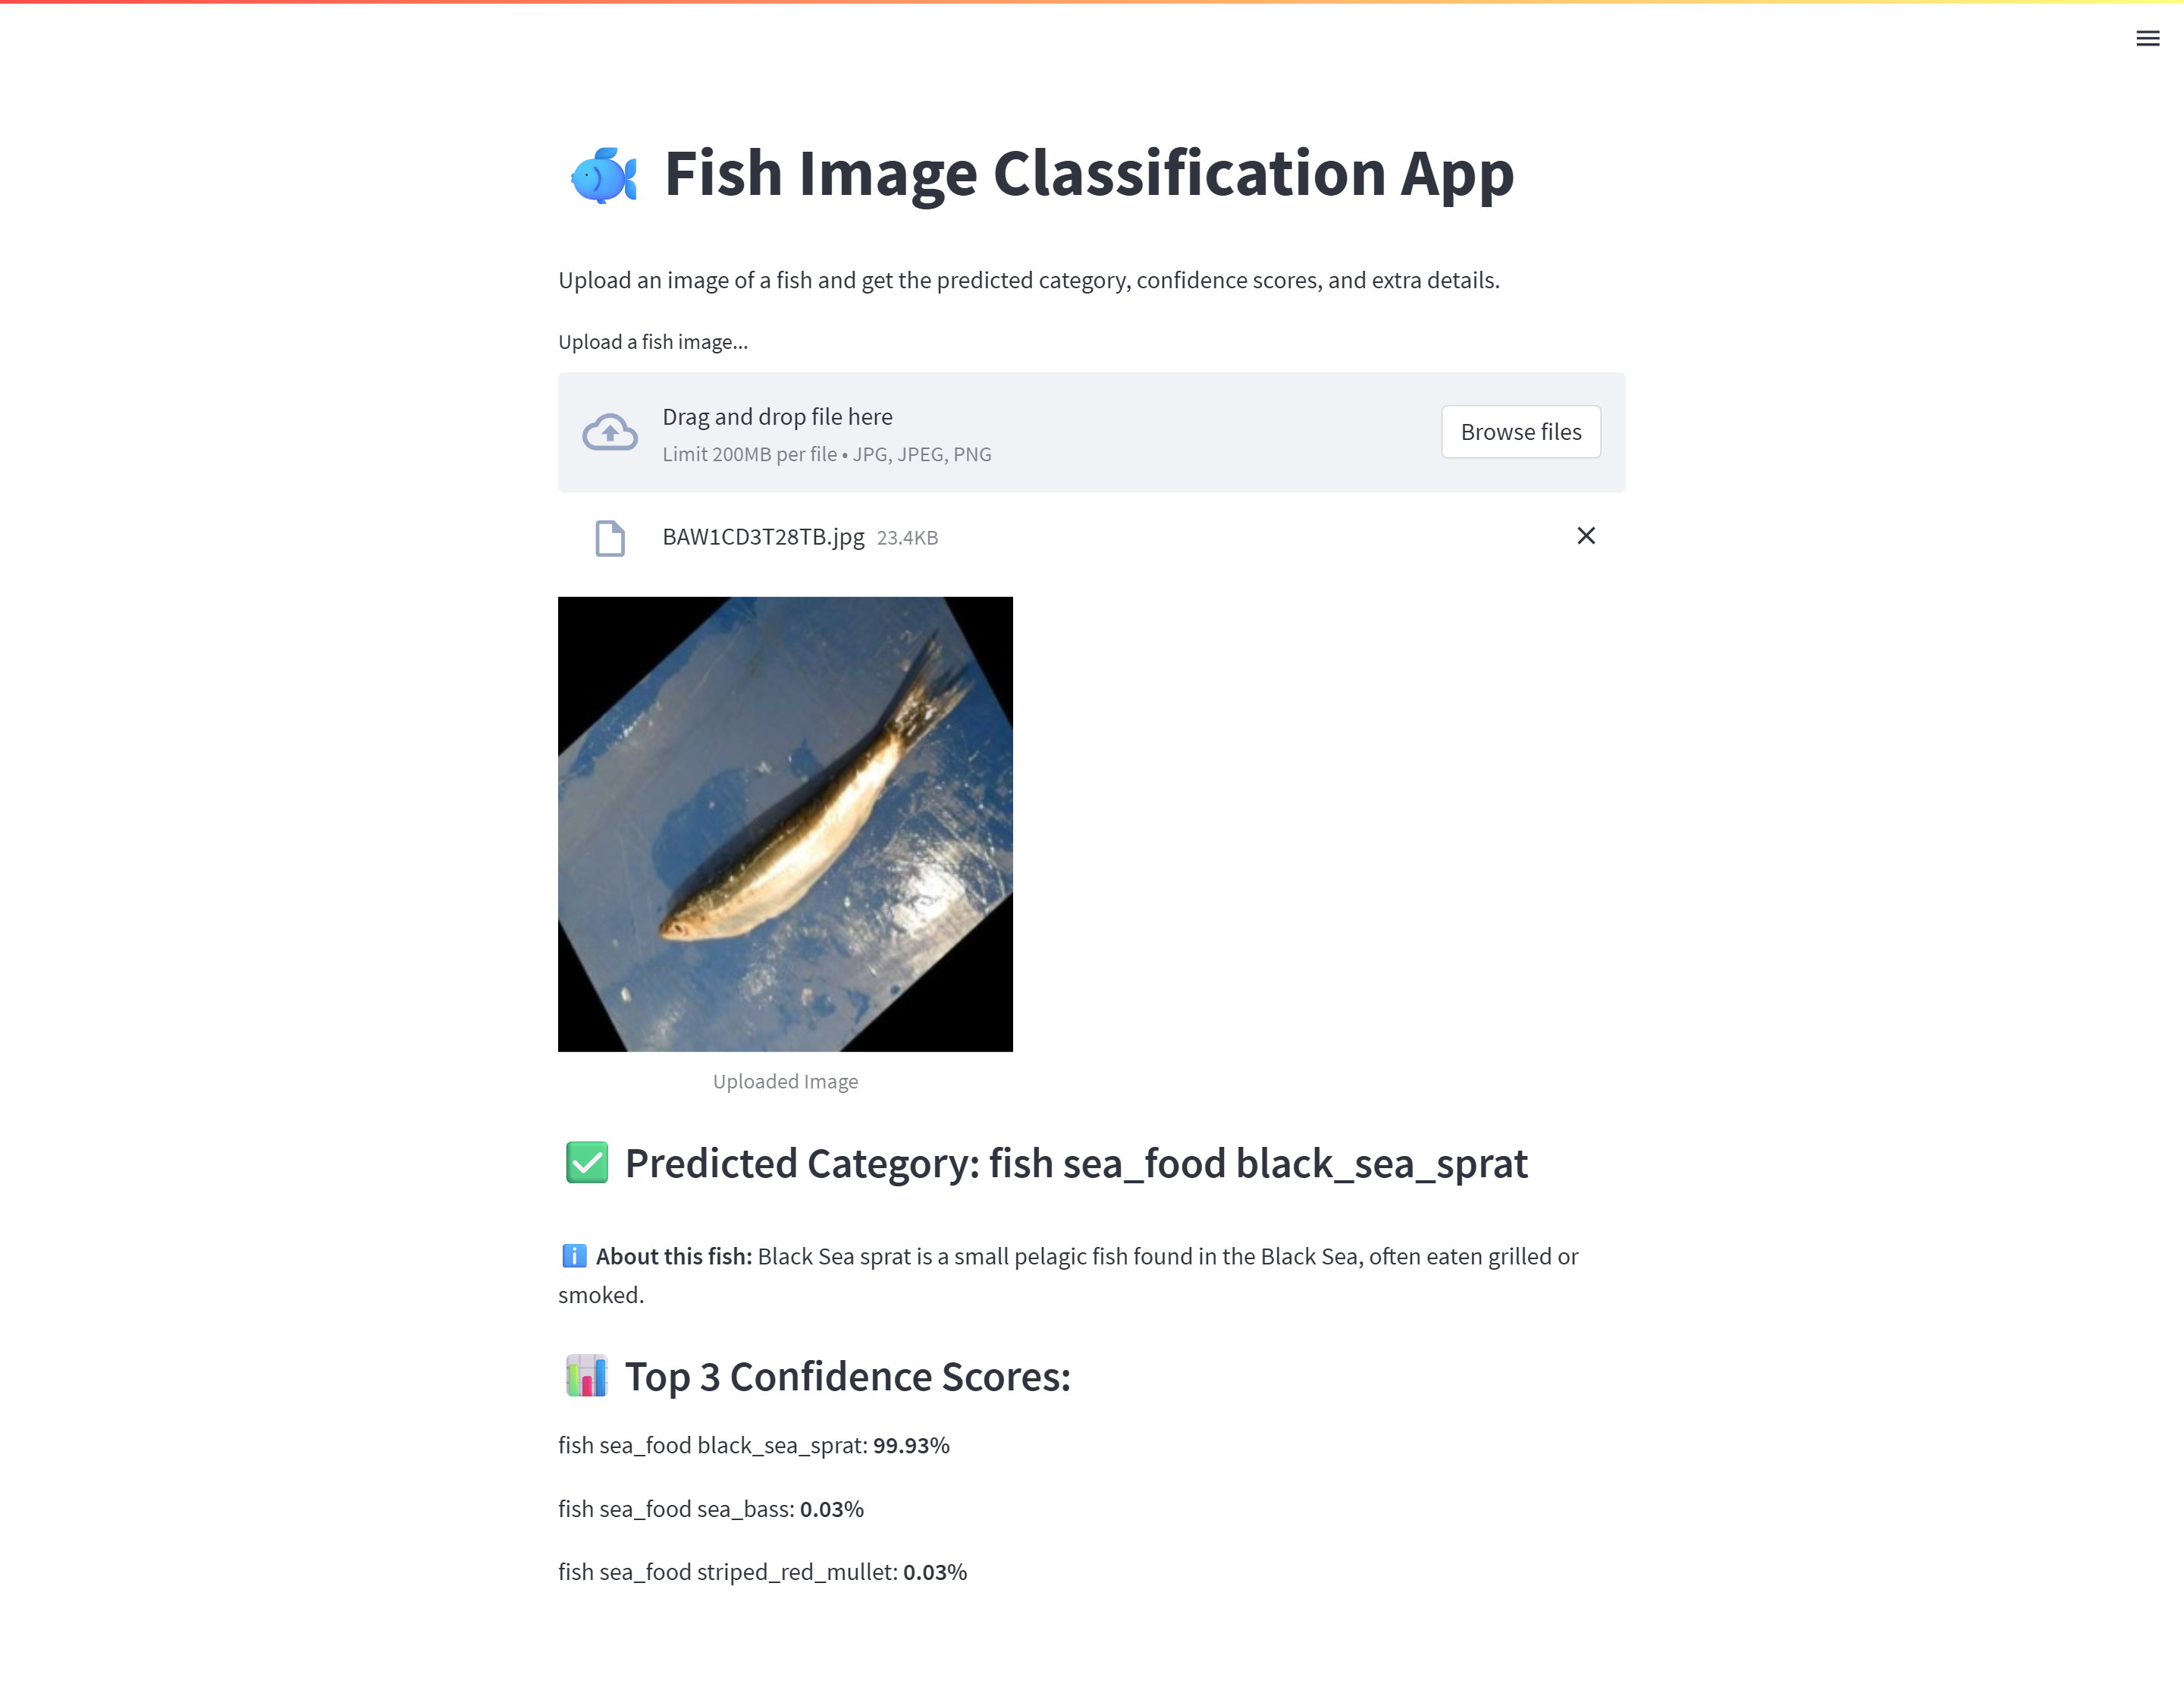 Fish Image Classification App
Upload an image of a fish and get the predicted category, confidence scores, and extra details.
Upload a fish image...
Drag and drop file here
Limit 200MB per file • JPG, JPEG, PNG
Browse files
BAW1CD3T28TB.jpg 23.4KB
Uploaded Image
Predicted Category: fish sea_food black_sea_sprat
About this fish: Black Sea sprat is a small pelagic fish found in the Black Sea, often eaten grilled or
smoked.
Top 3 Confidence Scores:
fish sea_food black_sea_sprat: 99.93%
fish sea_food sea_bass: 0.03%
fish sea_food striped_red_mullet: 0.03%